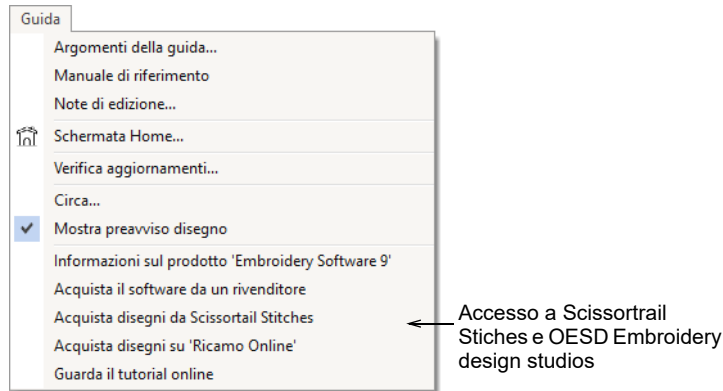 Guida
Argomenti della guida...
Manuale di riferimento
Note di edizione...
Schermata Home...
Verifica aggiornamenti...
Circa...
Mostra preavviso disegno
Informazioni sul prodotto 'Embroidery Software 9'
Acquista il software da un rivenditore
Acquista disegni da Scissortail Stitches
Acquista disegni su 'Ricamo Online'
Guarda il tutorial online
Accesso a Scissortrail
Stiches e OESD Embroidery
design studios